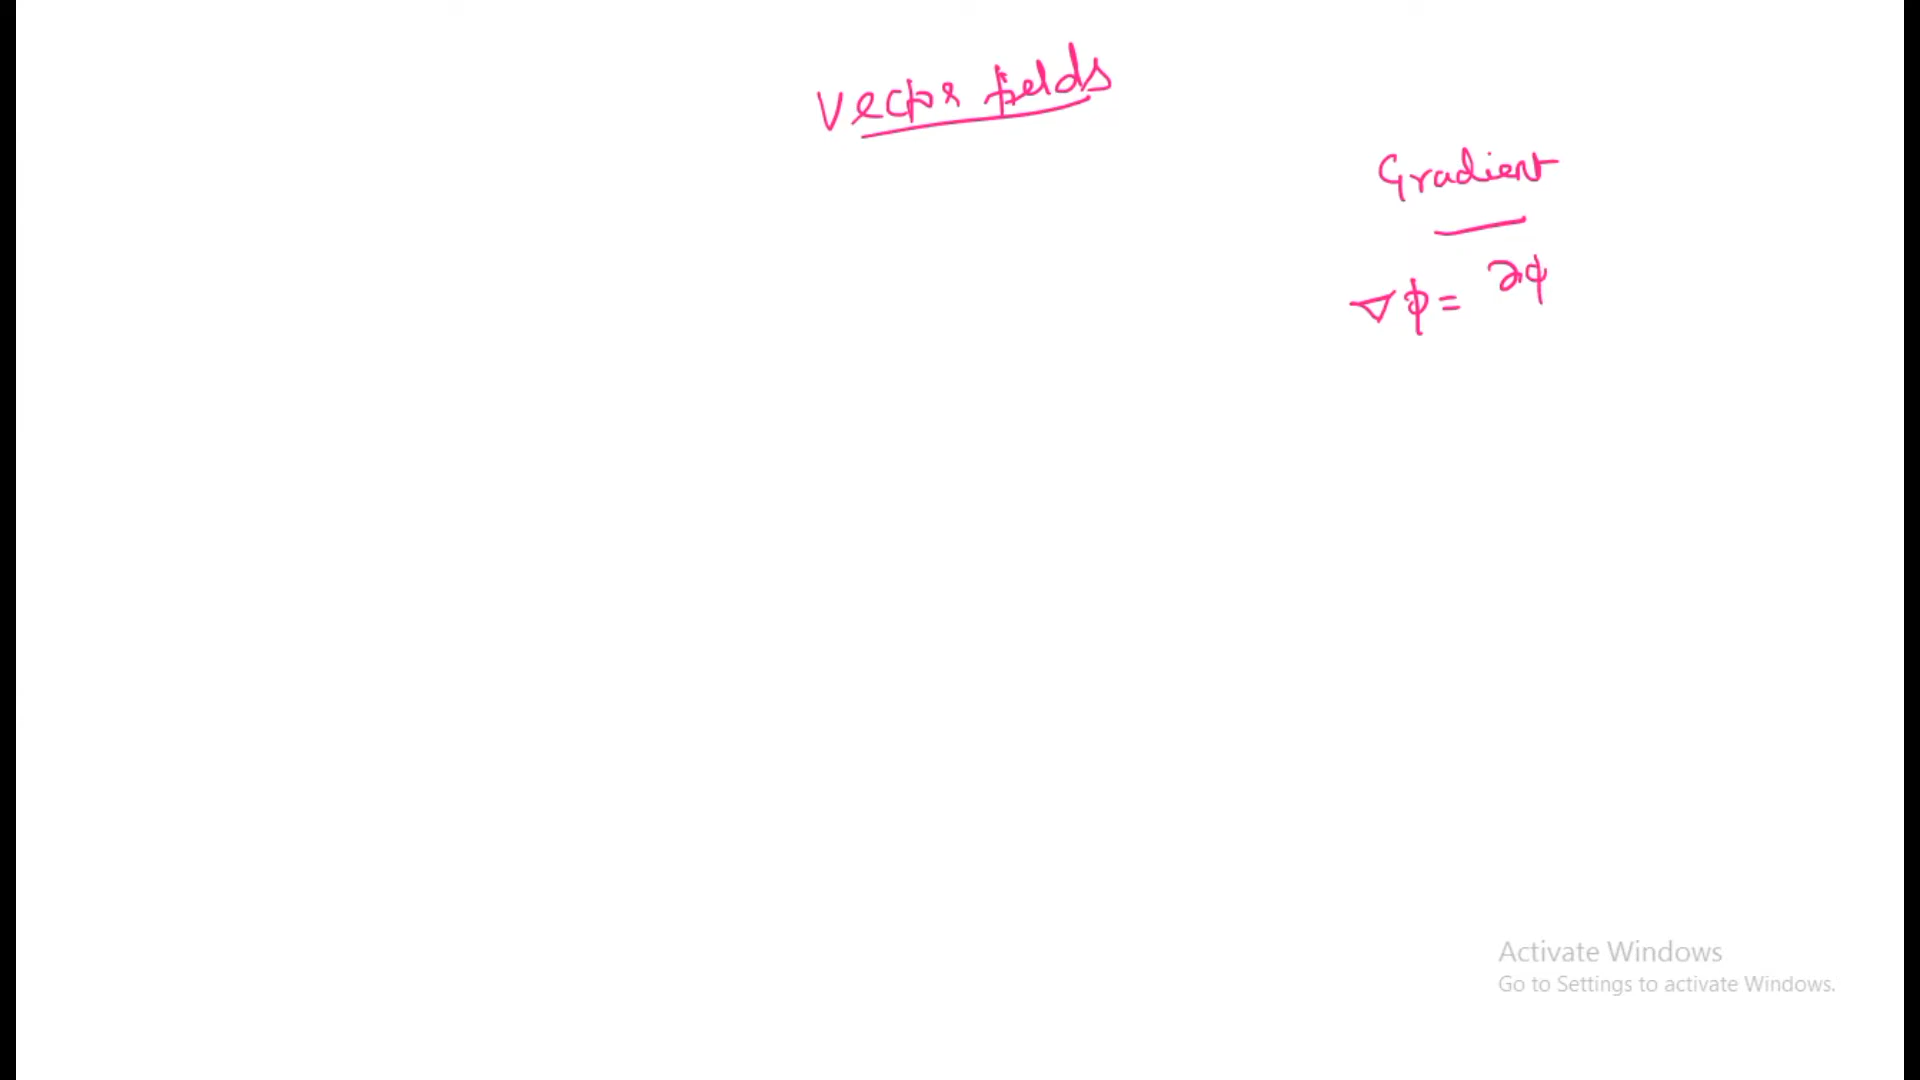 Vector fields
Gradient
∇ϕ = ∂ϕ
Activate Windows
Go to Settings to activate Windows.